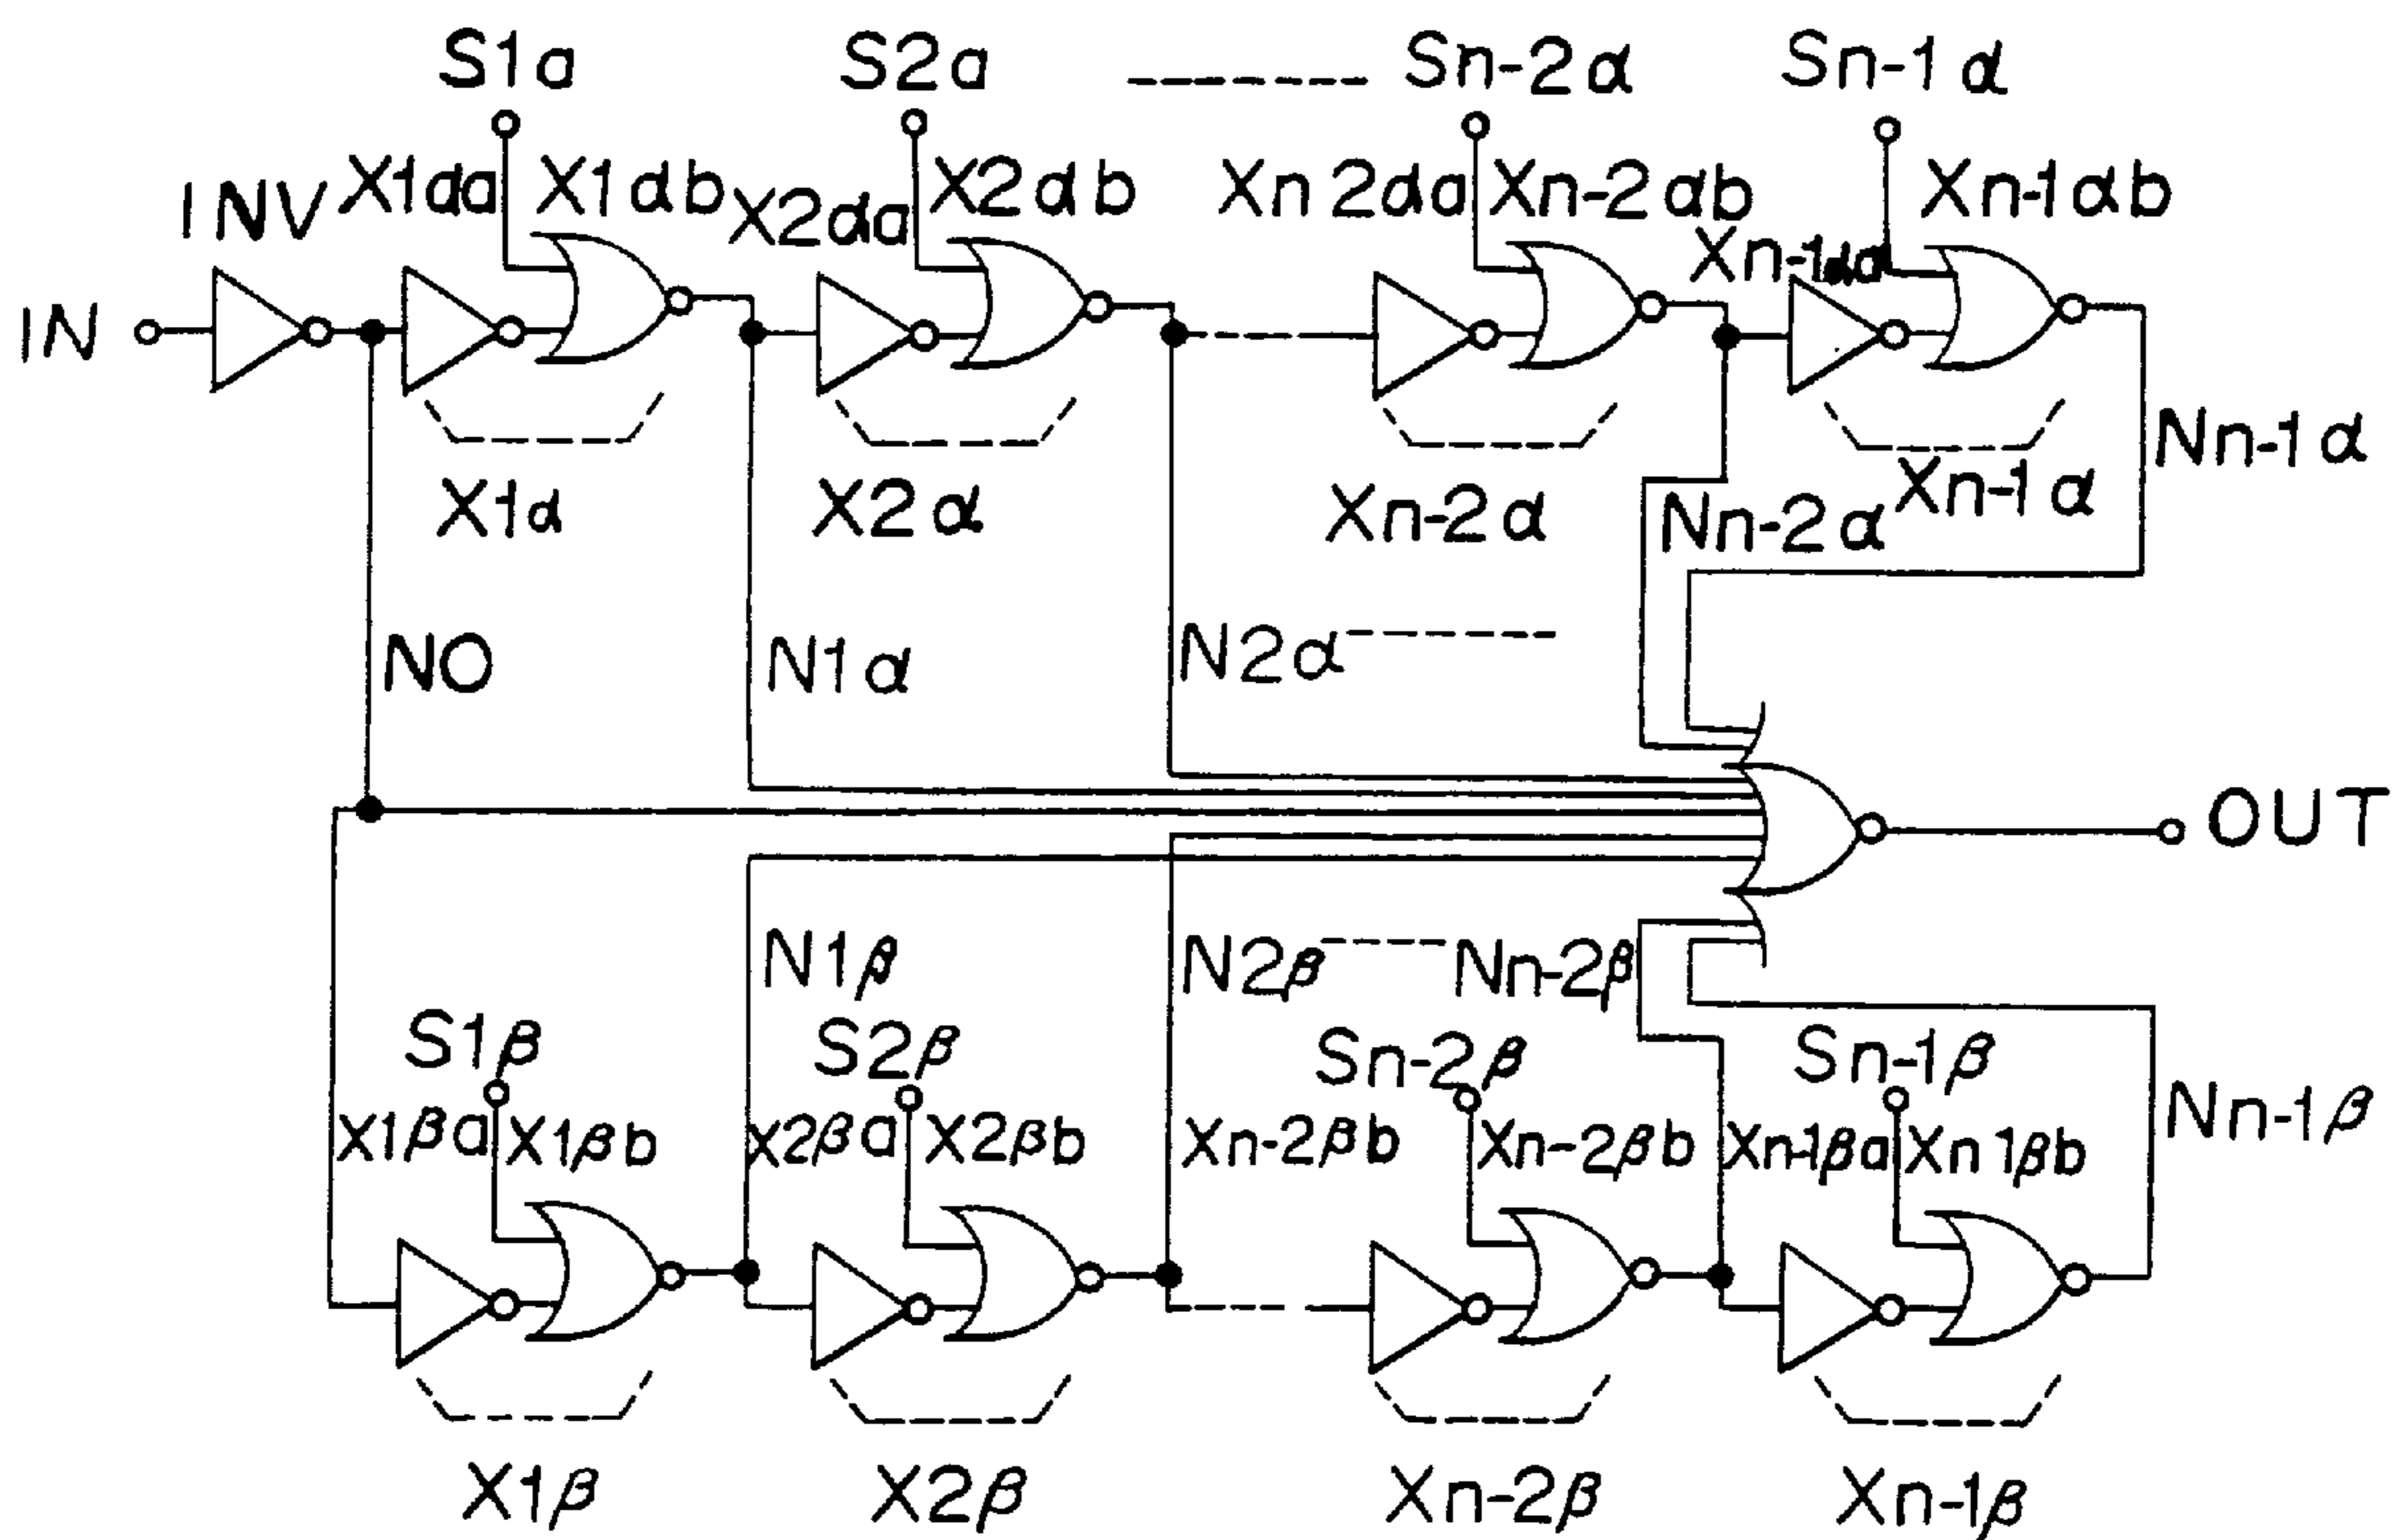 S1a S2a Sn-2α Sn-1α
INV X1αa X1αb X2αa X2αb Xn 2αa Xn-2αb Xn-1αa Xn-1αb
IN
X1α X2α Xn-2α Nn-2α Xn-1α Nn-1α
NO N1α N2α
OUT
N1β N2β Nn-2β
S1β S2β Sn-2β Sn-1β
X1βa X1βb X2βa X2βb Xn-2βb Xn-2βb Xn-1βa Xn 1βb Nn-1β
X1β X2β Xn-2β Xn-1β